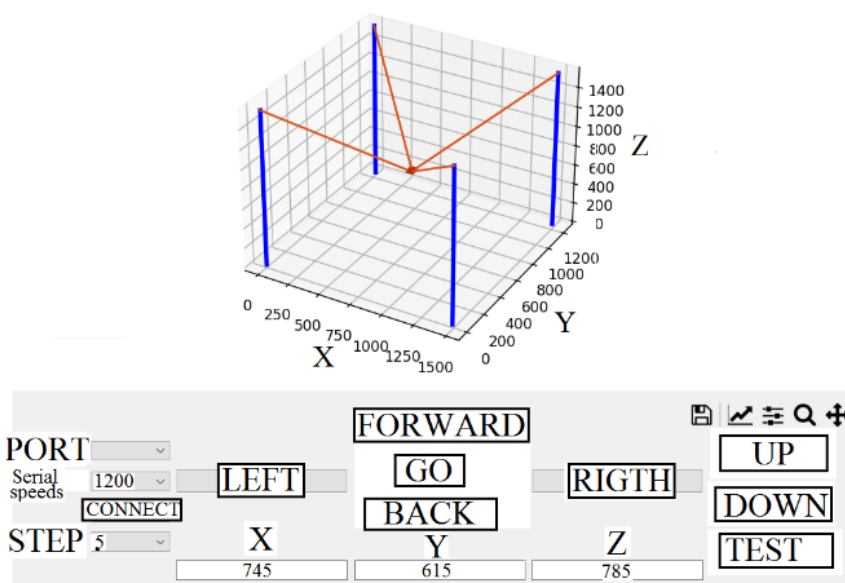 1400
1200
1000
800
600
400
200
0
Z
0
250
500
750
1000
1250
1500
X
0
200
400
600
800
1000
1200
Y
FORWARD
PORT
LEFT
GO
RIGTH
UP
Serial speeds
1200
CONNECT
BACK
DOWN
STEP
5
X
Y
Z
TEST
745
615
785